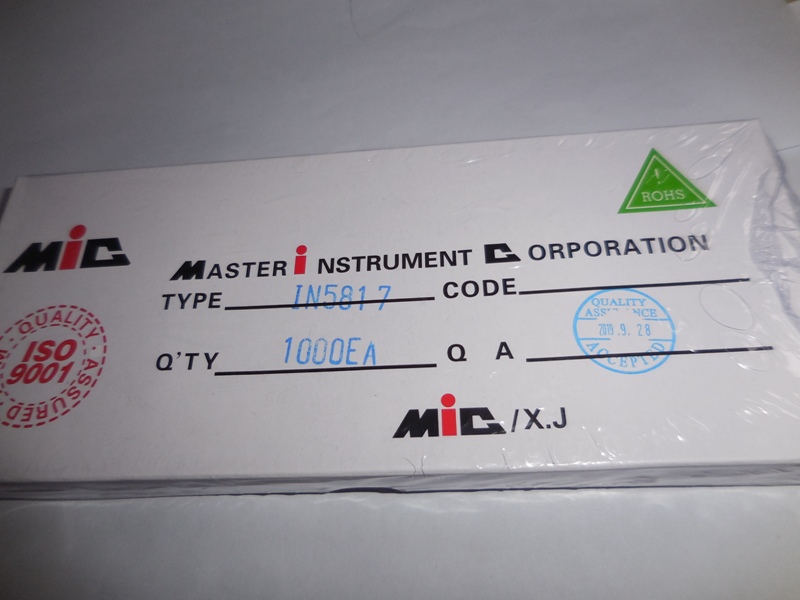 ROHS
MiC
MASTER iNSTRUMENT CORPORATION
TYPE IN5817 CODE
QUALITY ASSURED
ISO
9001
Q'TY 1000EA Q A
QUALITY
ASSURANCE
2019.9.28
ACCEPTED
MiC/X.J